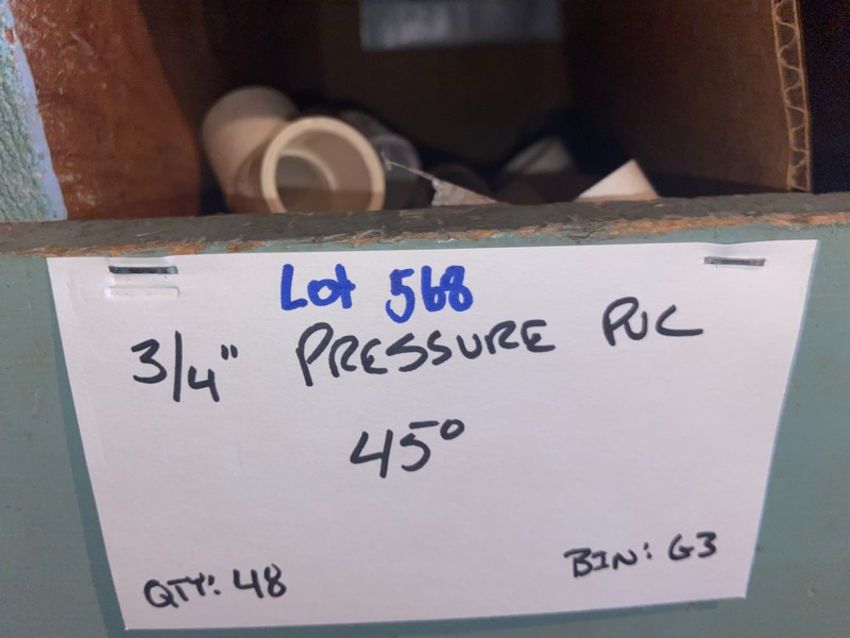 Lot 568
3/4" PRESSURE PVC
45°
QTY: 48
BIN: G3